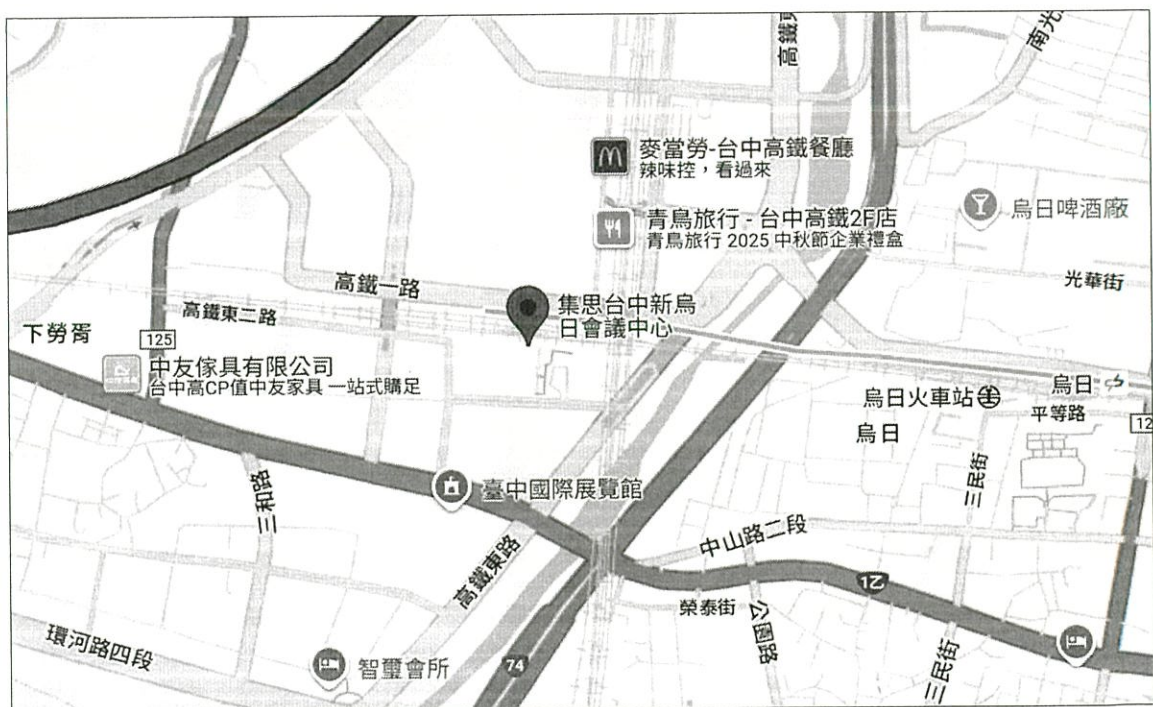 高鐵東
南光
麥當勞-台中高鐵餐廳
辣味控，看過來
青鳥旅行 - 台中高鐵2F店
青鳥旅行 2025 中秋節企業禮盒
烏日啤酒廠
光華街
高鐵一路
高鐵東二路
集思台中新烏
日會議中心
下勞胥
125
中友傢具有限公司
台中高CP值中友家具 一站式購足
烏日
烏日火車站
平等路
烏日
12
三民街
臺中國際展覽館
三和路
中山路二段
高鐵東路
1乙
榮泰街
公園路
三民街
環河路四段
智璽會所
74